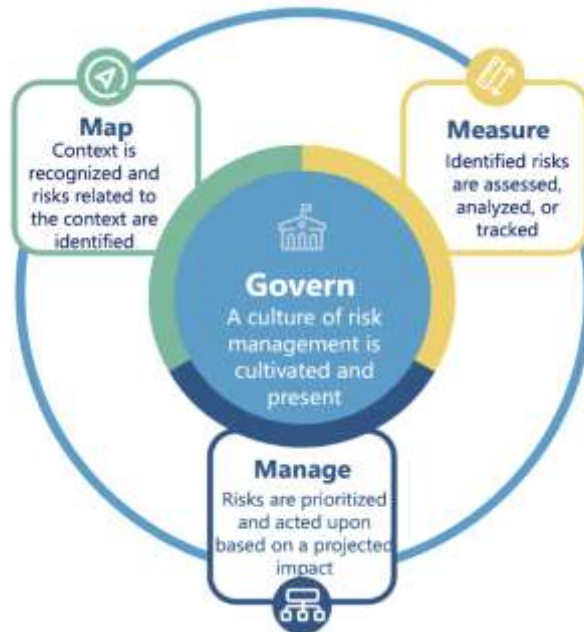 Map
Context is
recognized and
risks related to
the context are
identified
Measure
Identified risks
are assessed,
analyzed, or
tracked
Govern
A culture of risk
management is
cultivated and
present
Manage
Risks are prioritized
and acted upon
based on a projected
impact